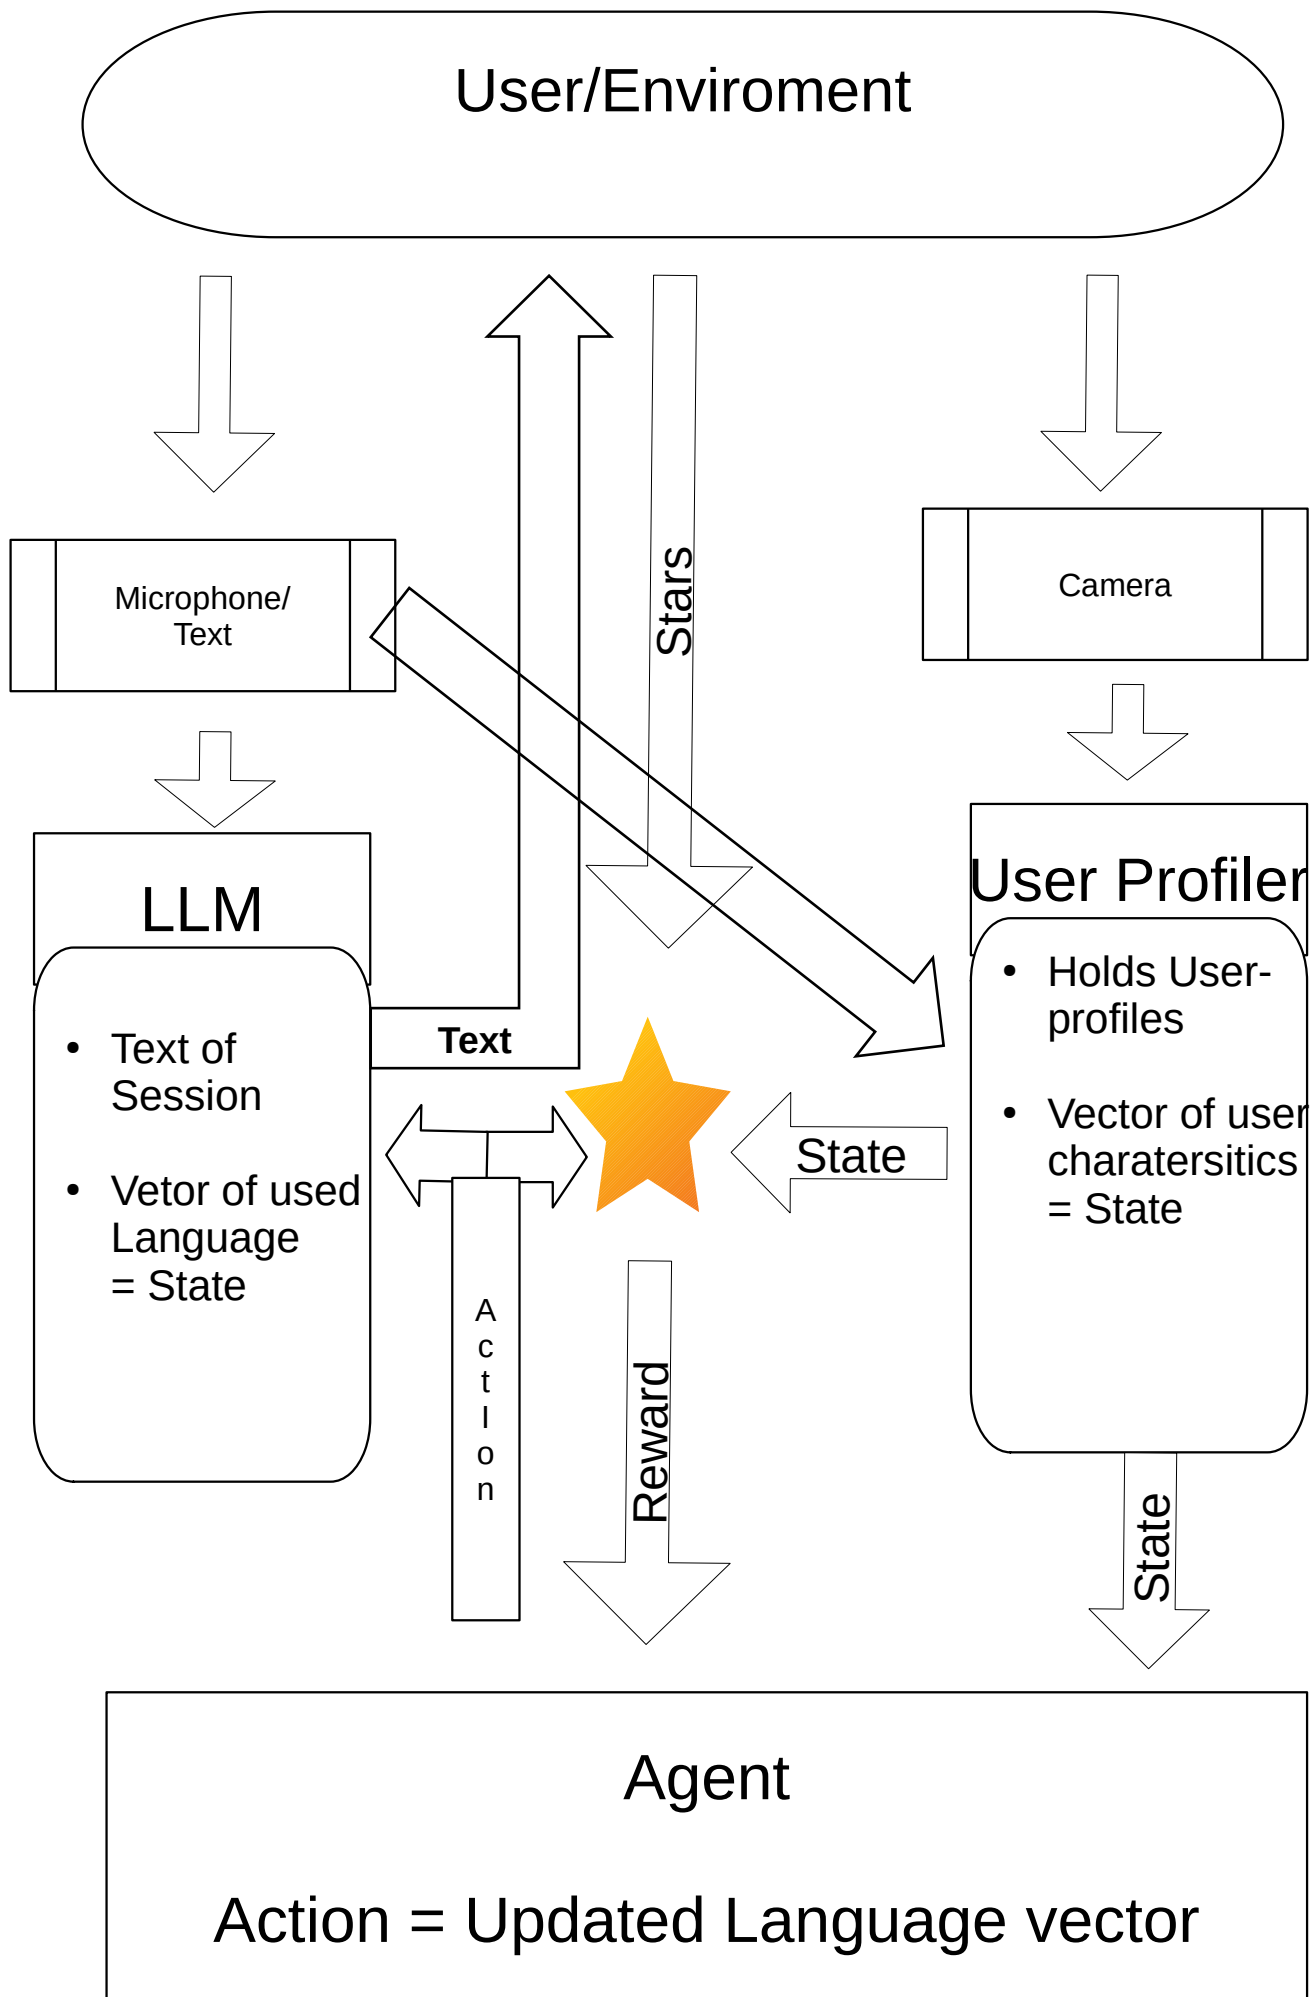 User/Enviroment
Stars
Microphone/
Text
Camera
LLM
User Profiler
Text
• Text of
Session
• Vetor of used
Language
= State
• Holds User-
profiles
• Vector of user
charatersitics
= State
State
A
c
t
I
o
n
Reward
State
Agent
Action = Updated Language vector